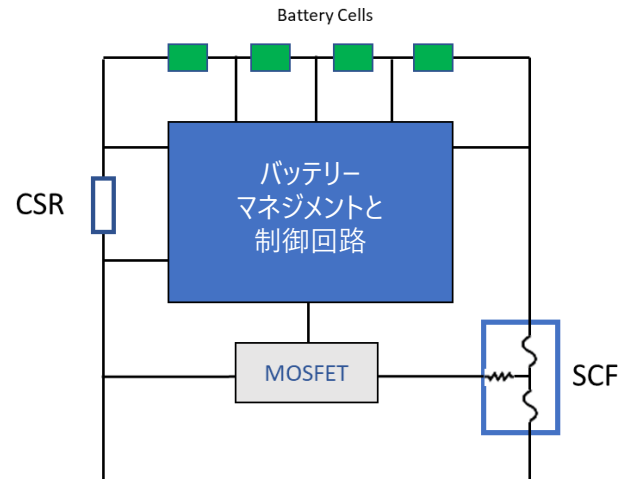 Battery Cells
バッテリー
マネジメントと
制御回路
CSR
MOSFET
SCF